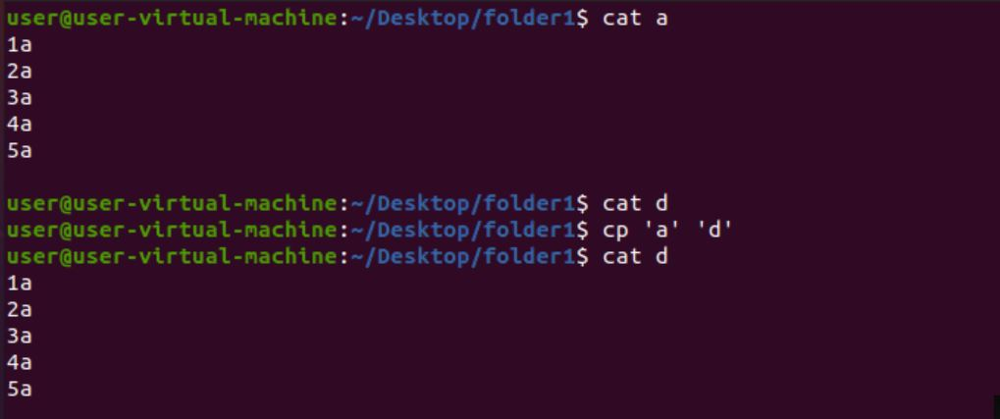 user@user-virtual-machine:~/Desktop/folder1$ cat a
1a
2a
3a
4a
5a
user@user-virtual-machine:~/Desktop/folder1$ cat d
user@user-virtual-machine:~/Desktop/folder1$ cp 'a' 'd'
user@user-virtual-machine:~/Desktop/folder1$ cat d
1a
2a
3a
4a
5a